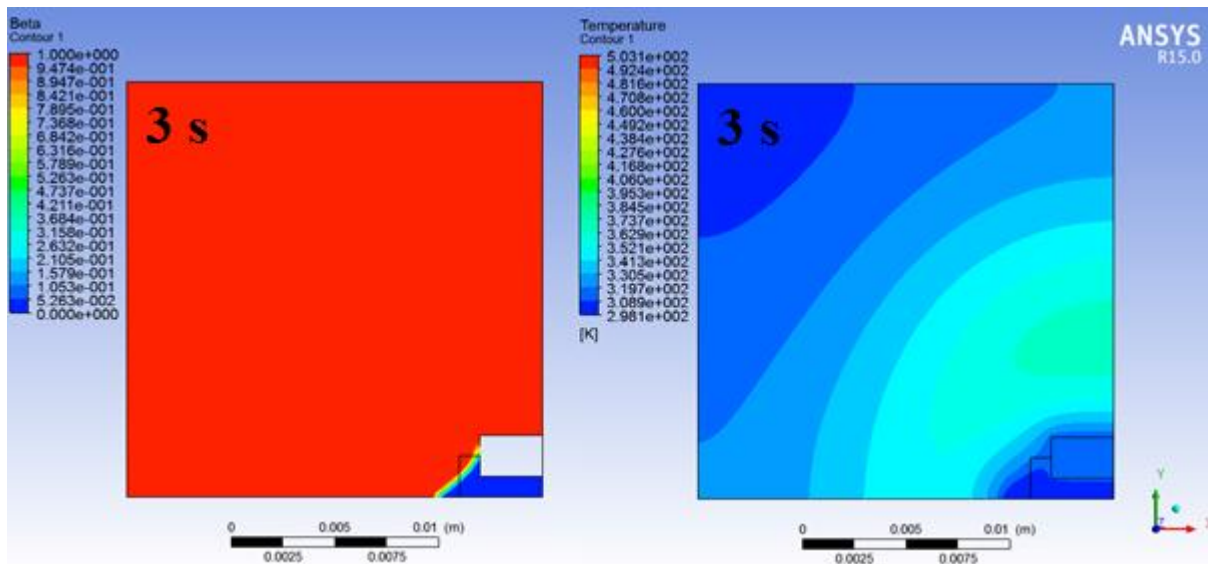 Beta
Contour 1
1.000e+000
9.474e-001
8.947e-001
8.421e-001
7.895e-001
7.368e-001
6.842e-001
6.316e-001
5.789e-001
5.263e-001
4.737e-001
4.211e-001
3.684e-001
3.158e-001
2.632e-001
2.105e-001
1.579e-001
1.053e-001
5.263e-002
0.000e+000
3 s
0 0.005 0.01 (m)
0.0025 0.0075
Temperature
Contour 1
5.031e+002
4.924e+002
4.816e+002
4.708e+002
4.600e+002
4.492e+002
4.384e+002
4.276e+002
4.168e+002
4.060e+002
3.953e+002
3.845e+002
3.737e+002
3.629e+002
3.521e+002
3.413e+002
3.305e+002
3.197e+002
3.089e+002
2.981e+002
[K]
3 s
0 0.005 0.01 (m)
0.0025 0.0075
ANSYS
R15.0
Y
Z
X